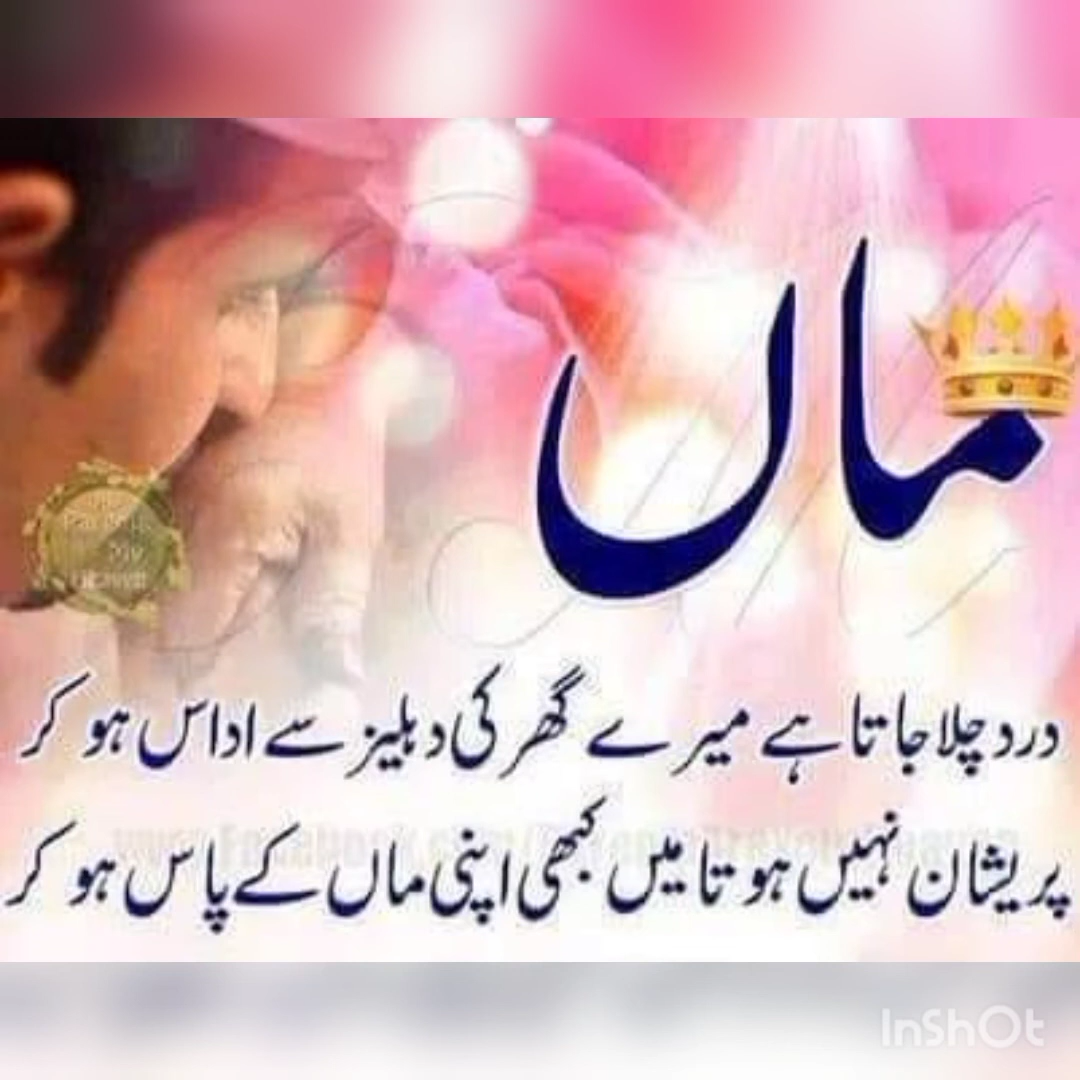 ماں
درد چلا جاتا ہے میرے گھر کی دہلیز سے اداس ہو کر
پریشان نہیں ہوتا میں کبھی اپنی ماں کے پاس ہو کر
InShOt